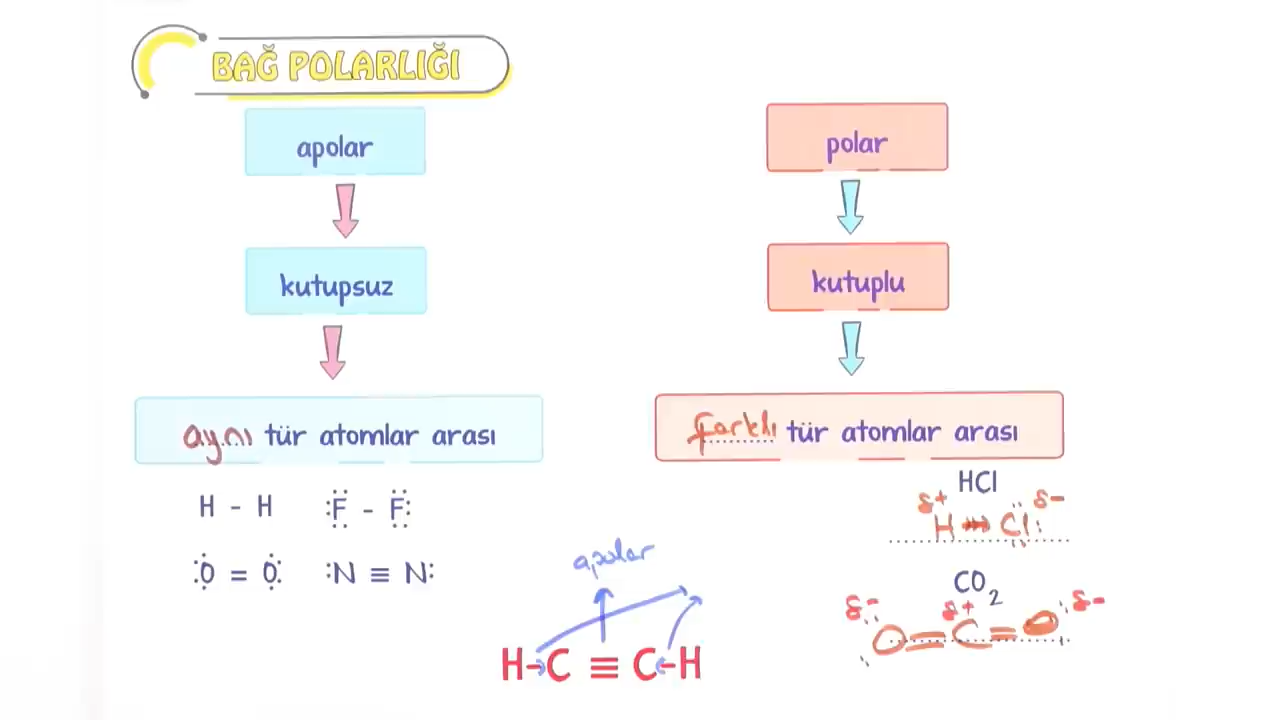 BAĞ POLARLIĞI
apolar
kutupsuz
aynı tür atomlar arası
H - H
:F - F:
O = O
:N ≡ N:
polar
kutuplu
farklı tür atomlar arası
HCl
δ+ δ-
H Cl:
CO2
δ- δ+ δ-
O = C = O
apolar
H-C ≡ C-H